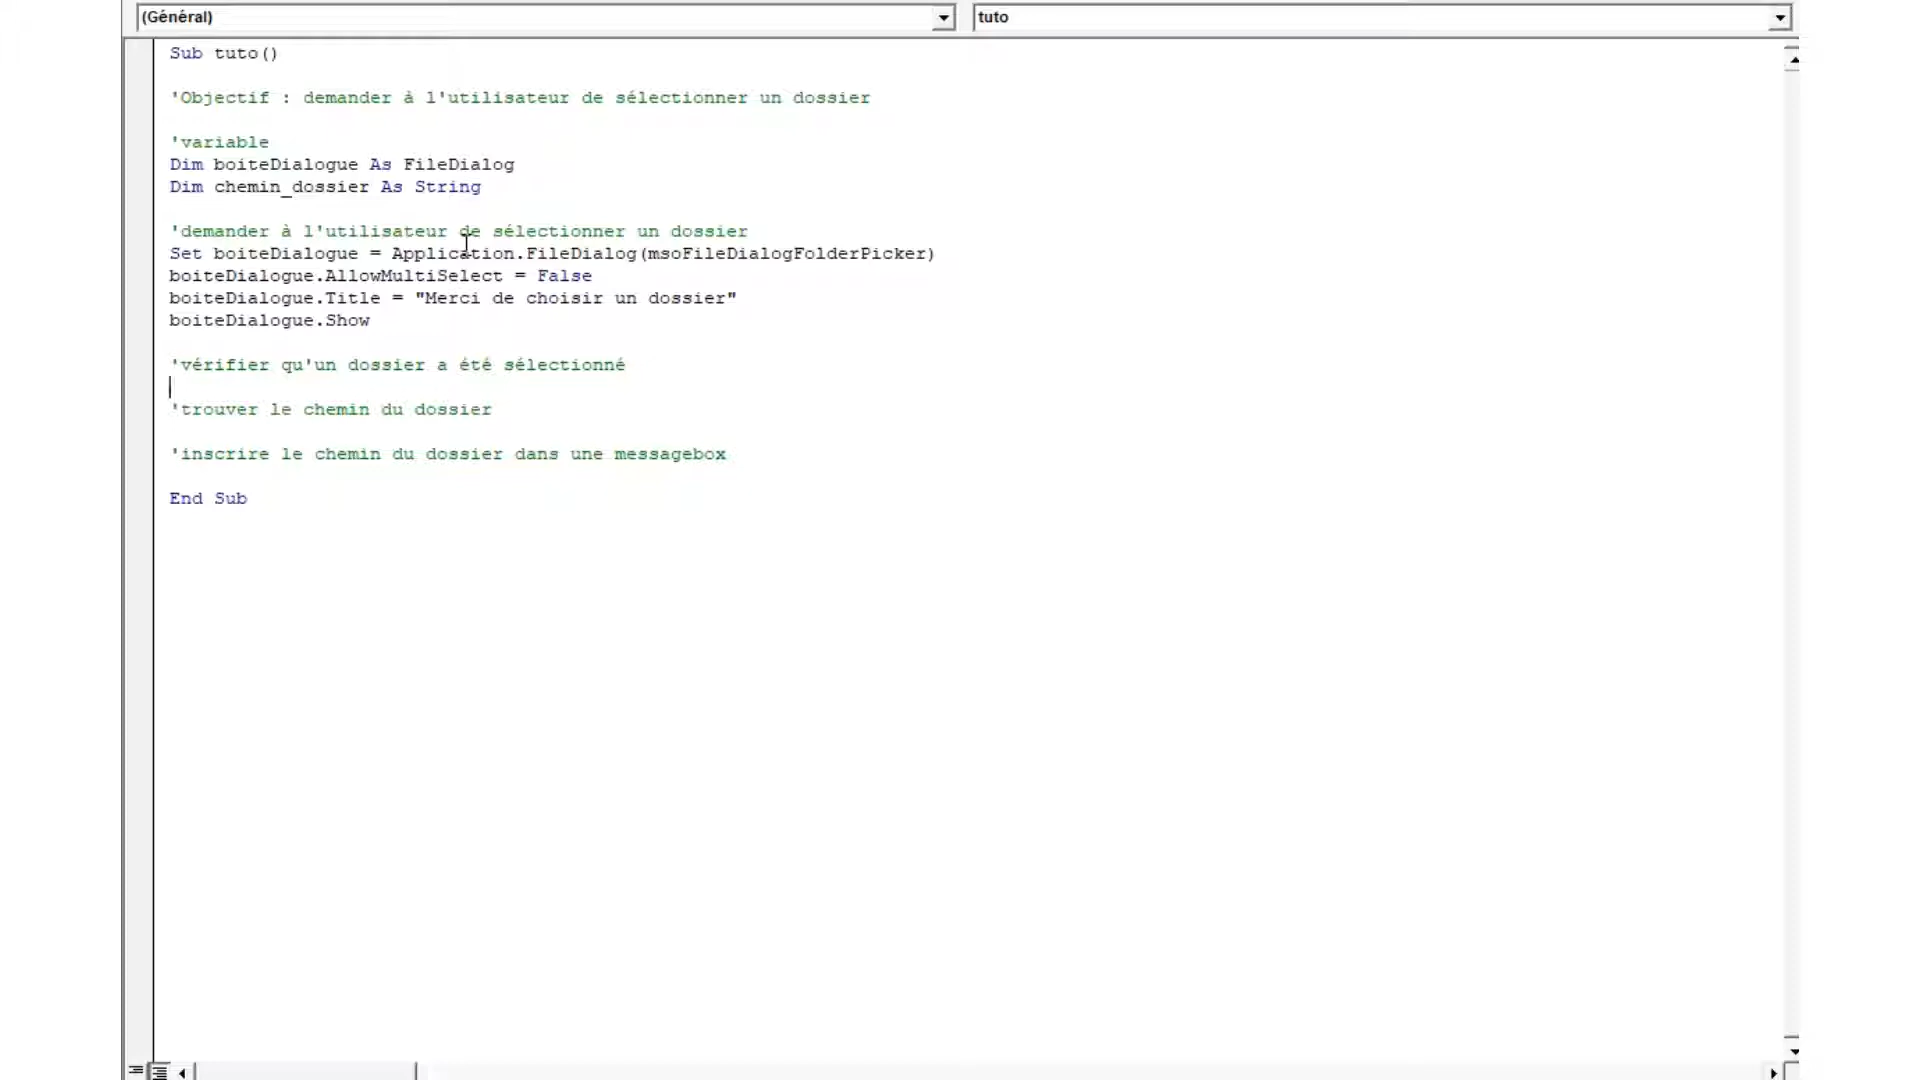 (Général)
tuto
Sub tuto()
'Objectif : demander à l'utilisateur de sélectionner un dossier
'variable
Dim boiteDialogue As FileDialog
Dim chemin_dossier As String
'demander à l'utilisateur de sélectionner un dossier
Set boiteDialogue = Application.FileDialog(msoFileDialogFolderPicker)
boiteDialogue.AllowMultiSelect = False
boiteDialogue.Title = "Merci de choisir un dossier"
boiteDialogue.Show
'vérifier qu'un dossier a été sélectionné
'trouver le chemin du dossier
'inscrire le chemin du dossier dans une messagebox
End Sub